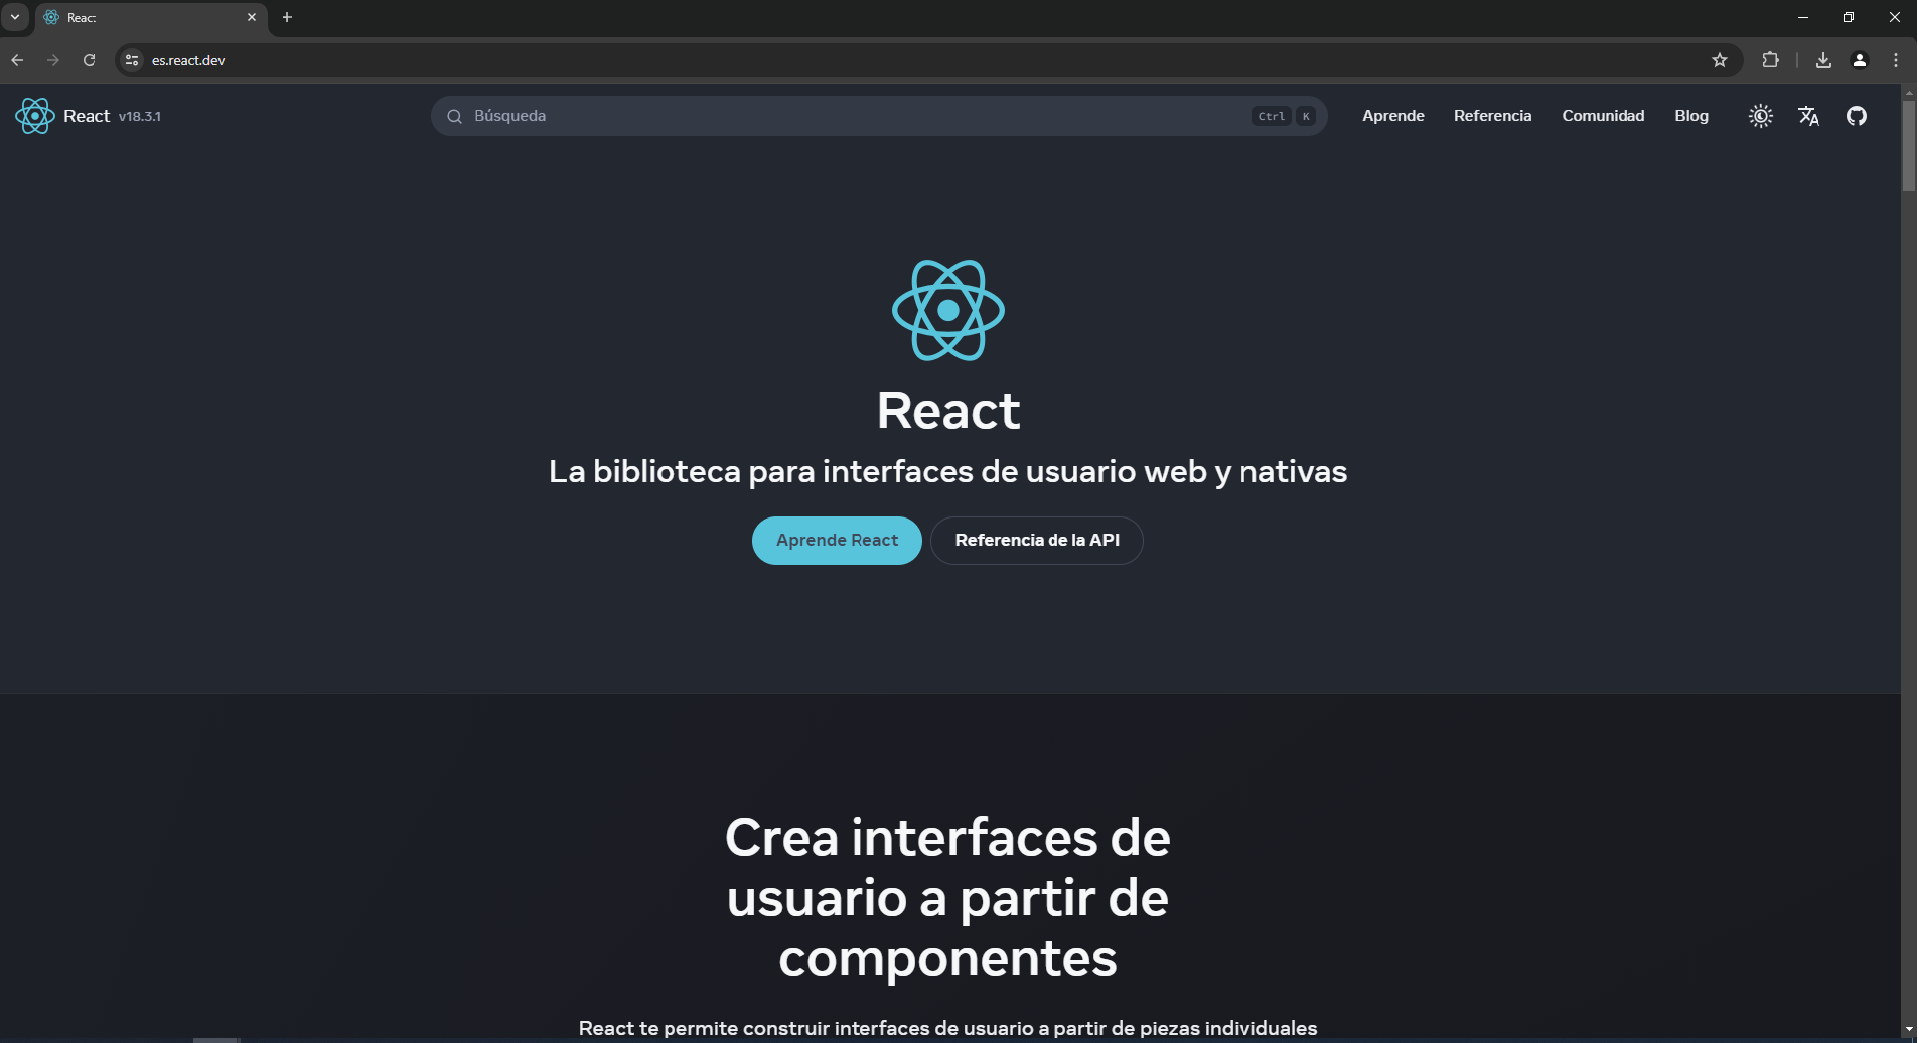 React
es.react.dev
React v18.3.1
Búsqueda
Ctrl K
Aprende
Referencia
Comunidad
Blog
React
La biblioteca para interfaces de usuario web y nativas
Aprende React
Referencia de la API
Crea interfaces de
usuario a partir de
componentes
React te permite construir interfaces de usuario a partir de piezas individuales